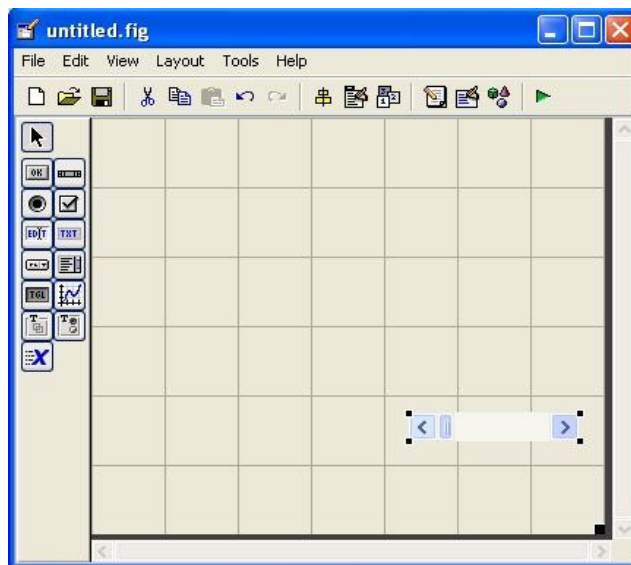 untitled.fig
File Edit View Layout Tools Help
OK
EDIT TXT
TGL
T T
X